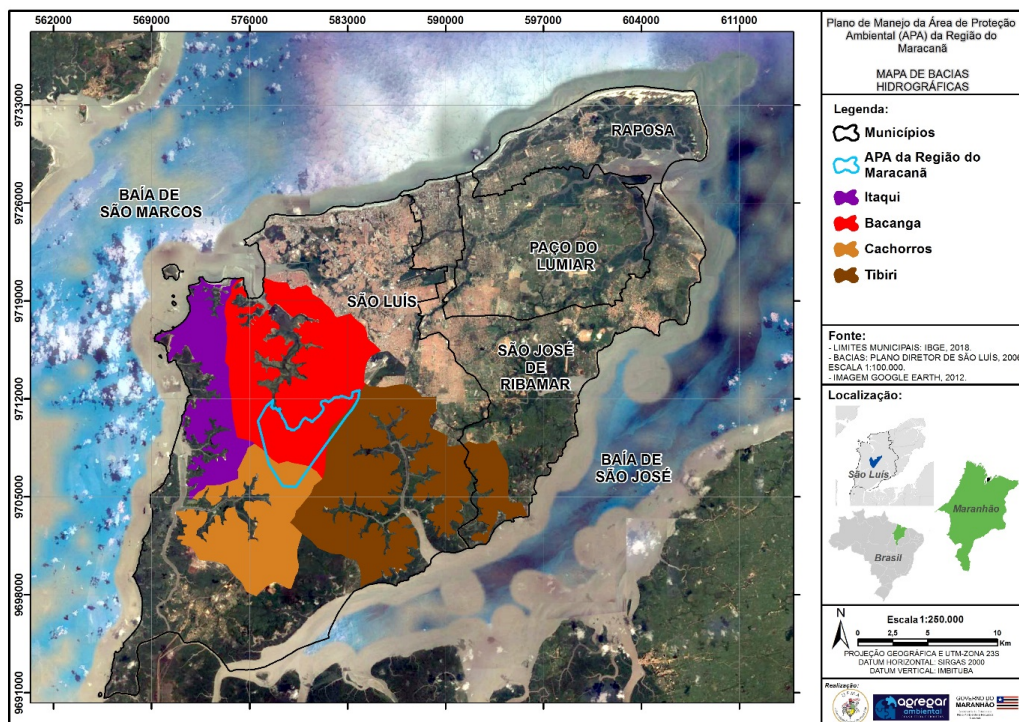 562000 569000 576000 583000 590000 597000 604000 611000
9733000
9726000
9719000
9712000
9705000
9698000
9691000
RAPOSA
BAÍA DE
SÃO MARCOS
PAÇO DO
LUMIAR
SÃO LUÍS
SÃO JOSÉ
DE
RIBAMAR
BAÍA DE
SÃO JOSÉ
Plano de Manejo da Área de Proteção
Ambiental (APA) da Região do
Maracanã
MAPA DE BACIAS
HIDROGRÁFICAS
Legenda:
Municípios
APA da Região do
Maracanã
Itaqui
Bacanga
Cachorros
Tibiri
Fonte:
- LIMITES MUNICIPAIS: IBGE, 2018.
- BACIAS: PLANO DIRETOR DE SÃO LUÍS, 2006
ESCALA 1:100.000.
- IMAGEM GOOGLE EARTH, 2012.
Localização:
São Luís
Maranhão
Brasil
N
Escala 1:250.000
0 2,5 5 10
Km
PROJEÇÃO GEOGRÁFICA E UTM-ZONA 23S
DATUM HORIZONTAL: SIRGAS 2000
DATUM VERTICAL: IMBITUBA
Realização:
agregar
ambiental
GOVERNO DO
MARANHÃO